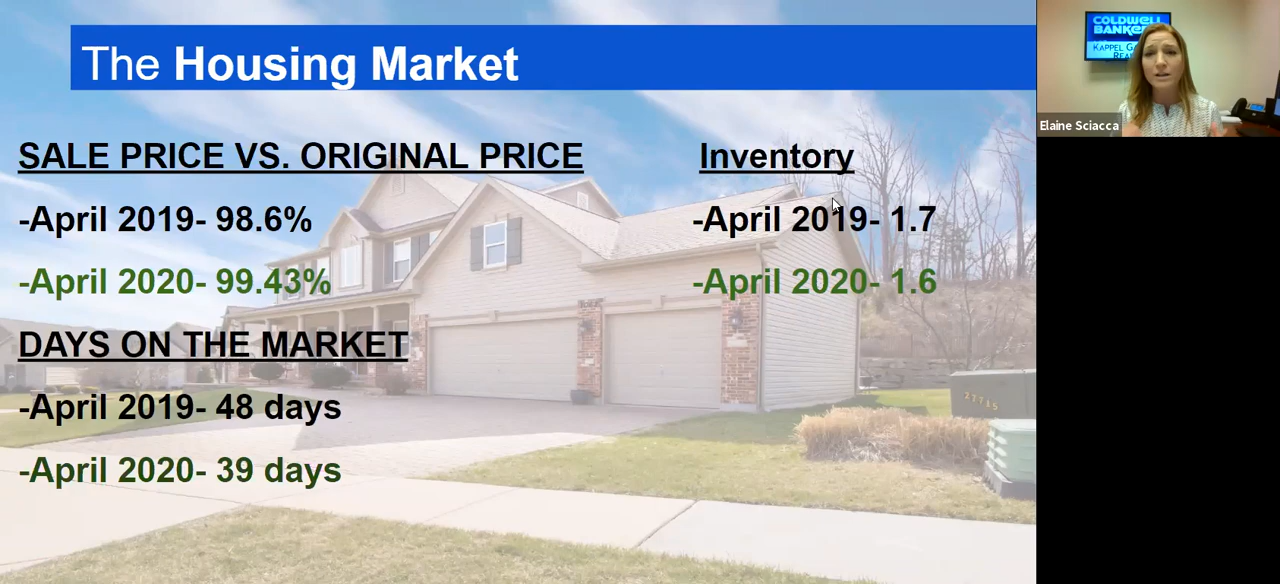 The Housing Market
SALE PRICE VS. ORIGINAL PRICE
-April 2019- 98.6%
-April 2020- 99.43%
DAYS ON THE MARKET
-April 2019- 48 days
-April 2020- 39 days
Inventory
-April 2019- 1.7
-April 2020- 1.6
27715
COLDWELL
BANKER
KAPPEL
Elaine Sciacca